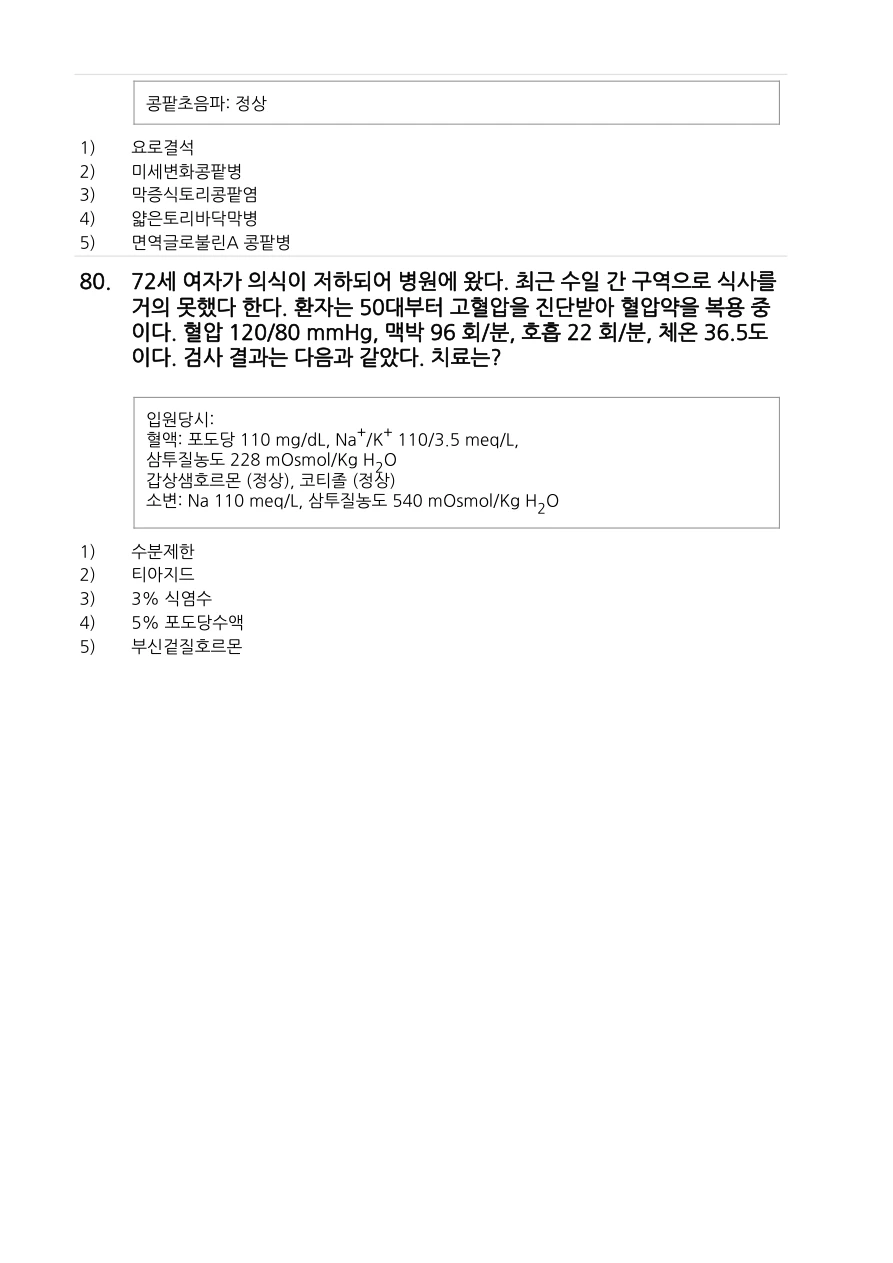 콩팥초음파: 정상
1) 요로결석
2) 미세변화콩팥병
3) 막증식토리콩팥염
4) 얇은토리바닥막병
5) 면역글로불린A 콩팥병
80. 72세 여자가 의식이 저하되어 병원에 왔다. 최근 수일 간 구역으로 식사를
거의 못했다 한다. 환자는 50대부터 고혈압을 진단받아 혈압약을 복용 중
이다. 혈압 120/80 mmHg, 맥박 96 회/분, 호흡 22 회/분, 체온 36.5도
이다. 검사 결과는 다음과 같았다. 치료는?
입원당시:
혈액: 포도당 110 mg/dL, Na⁺/K⁺ 110/3.5 meq/L,
삼투질농도 228 mOsmol/Kg H₂O
갑상샘호르몬 (정상), 코티졸 (정상)
소변: Na 110 meq/L, 삼투질농도 540 mOsmol/Kg H₂O
1) 수분제한
2) 티아지드
3) 3% 식염수
4) 5% 포도당수액
5) 부신겉질호르몬